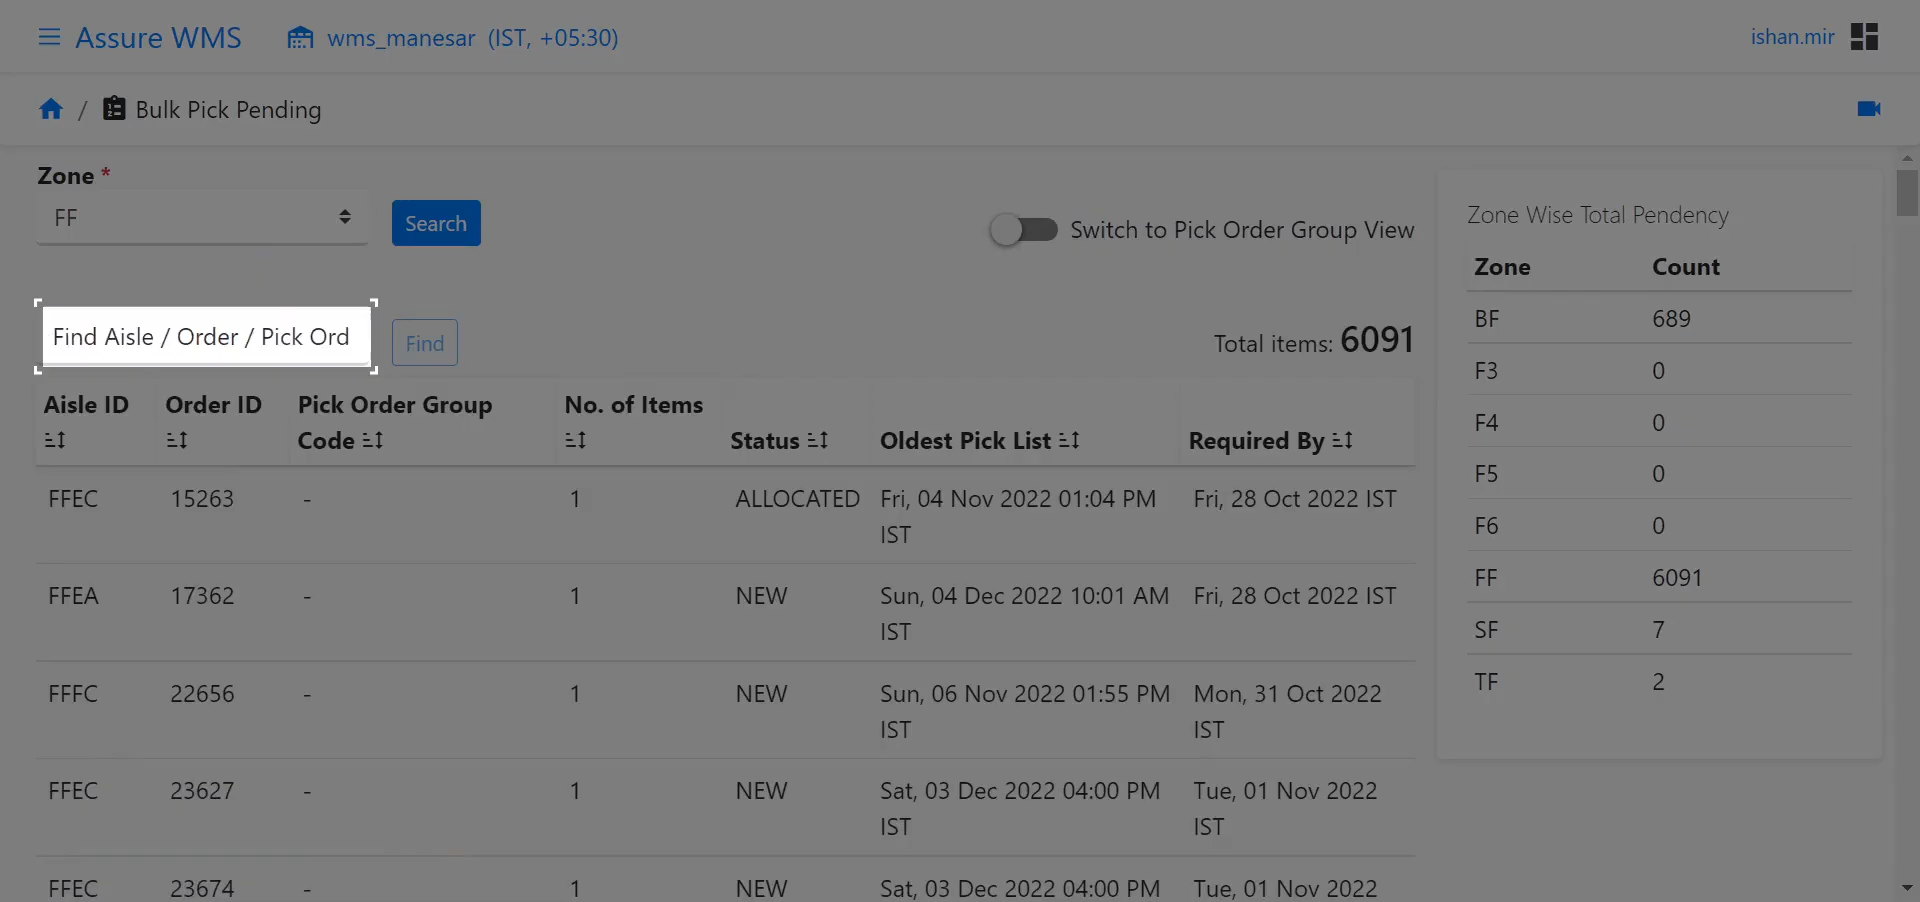 Assure WMS wms_manesar (IST, +05:30) ishan.mir
/ Bulk Pick Pending
Zone *
FF
Search
Switch to Pick Order Group View
Find Aisle / Order / Pick Ord
Find
Total items: 6091
Aisle ID Order ID Pick Order Group Code No. of Items Status Oldest Pick List Required By
FFEC 15263 - 1 ALLOCATED Fri, 04 Nov 2022 01:04 PM IST Fri, 28 Oct 2022 IST
FFEA 17362 - 1 NEW Sun, 04 Dec 2022 10:01 AM IST Fri, 28 Oct 2022 IST
FFFC 22656 - 1 NEW Sun, 06 Nov 2022 01:55 PM IST Mon, 31 Oct 2022 IST
FFEC 23627 - 1 NEW Sat, 03 Dec 2022 04:00 PM IST Tue, 01 Nov 2022 IST
FFEC 23674 - 1 NEW Sat, 03 Dec 2022 04:00 PM Tue, 01 Nov 2022
Zone Wise Total Pendency
Zone Count
BF 689
F3 0
F4 0
F5 0
F6 0
FF 6091
SF 7
TF 2